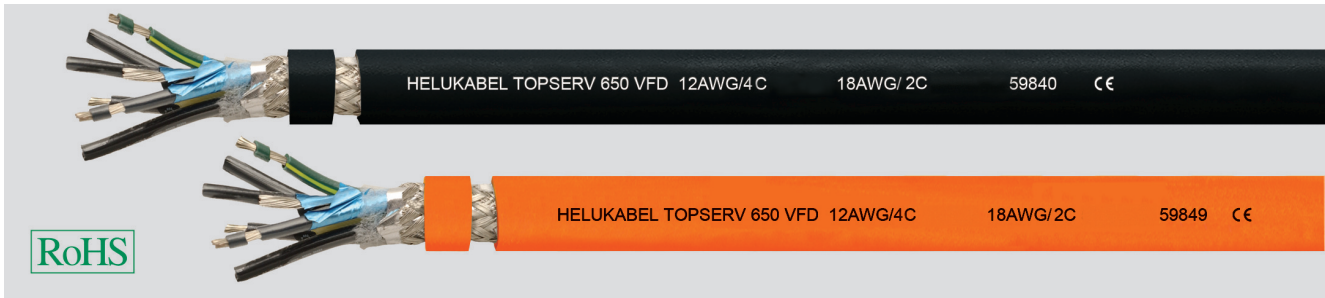 HELUKABEL TOPSERV 650 VFD 12AWG/4C 18AWG/ 2C 59840 CE
HELUKABEL TOPSERV 650 VFD 12AWG/4C 18AWG/2C 59849 CE
RoHS